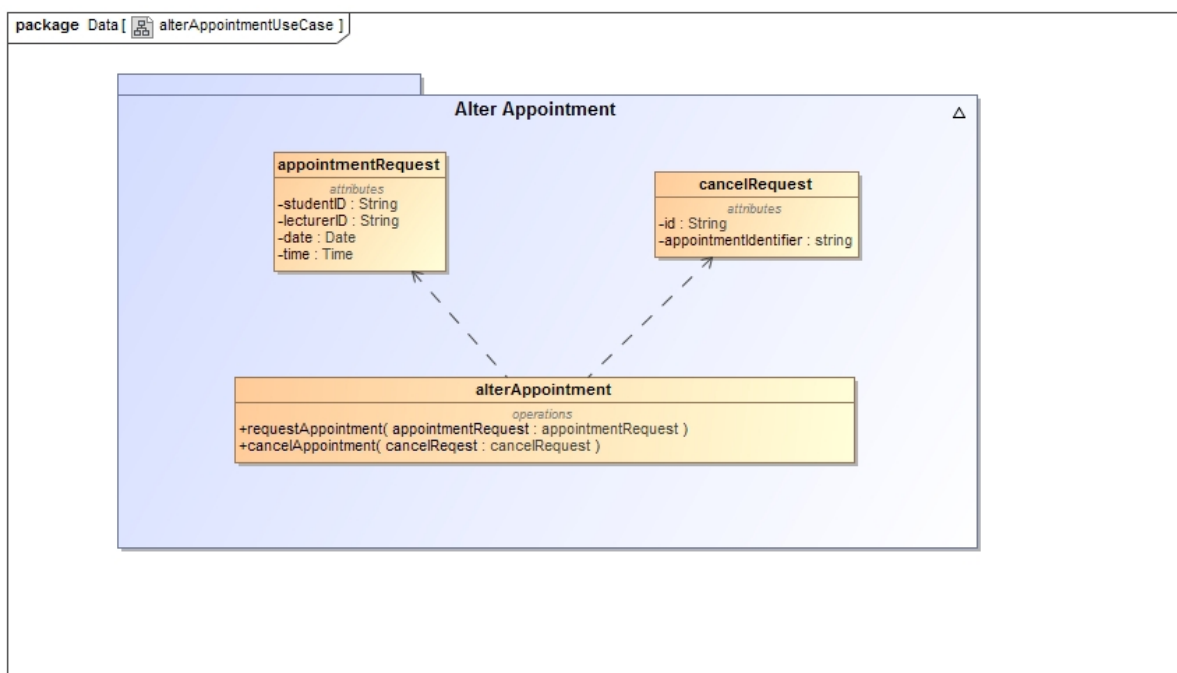 package Data [ alterAppointmentUseCase ]
Alter Appointment
appointmentRequest
attributes
-studentID : String
-lecturerID : String
-date : Date
-time : Time
cancelRequest
attributes
-id : String
-appointmentIdentifier : string
alterAppointment
operations
+requestAppointment( appointmentRequest : appointmentRequest )
+cancelAppointment( cancelReqest : cancelRequest )